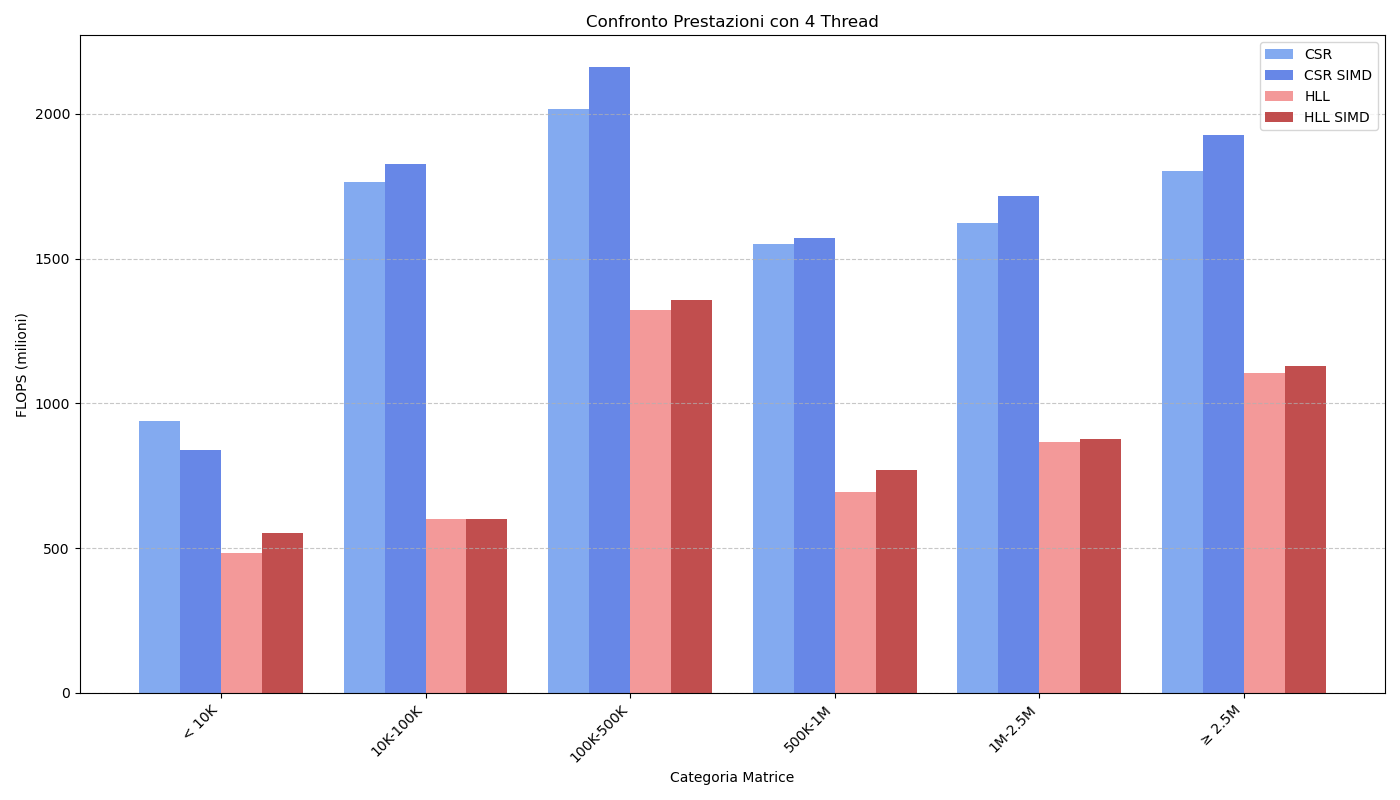 Confronto Prestazioni con 4 Thread
CSR
CSR SIMD
HLL
HLL SIMD
FLOPS (milioni)
2000
1500
1000
500
0
< 10K
10K-100K
100K-500K
500K-1M
1M-2.5M
≥ 2.5M
Categoria Matrice